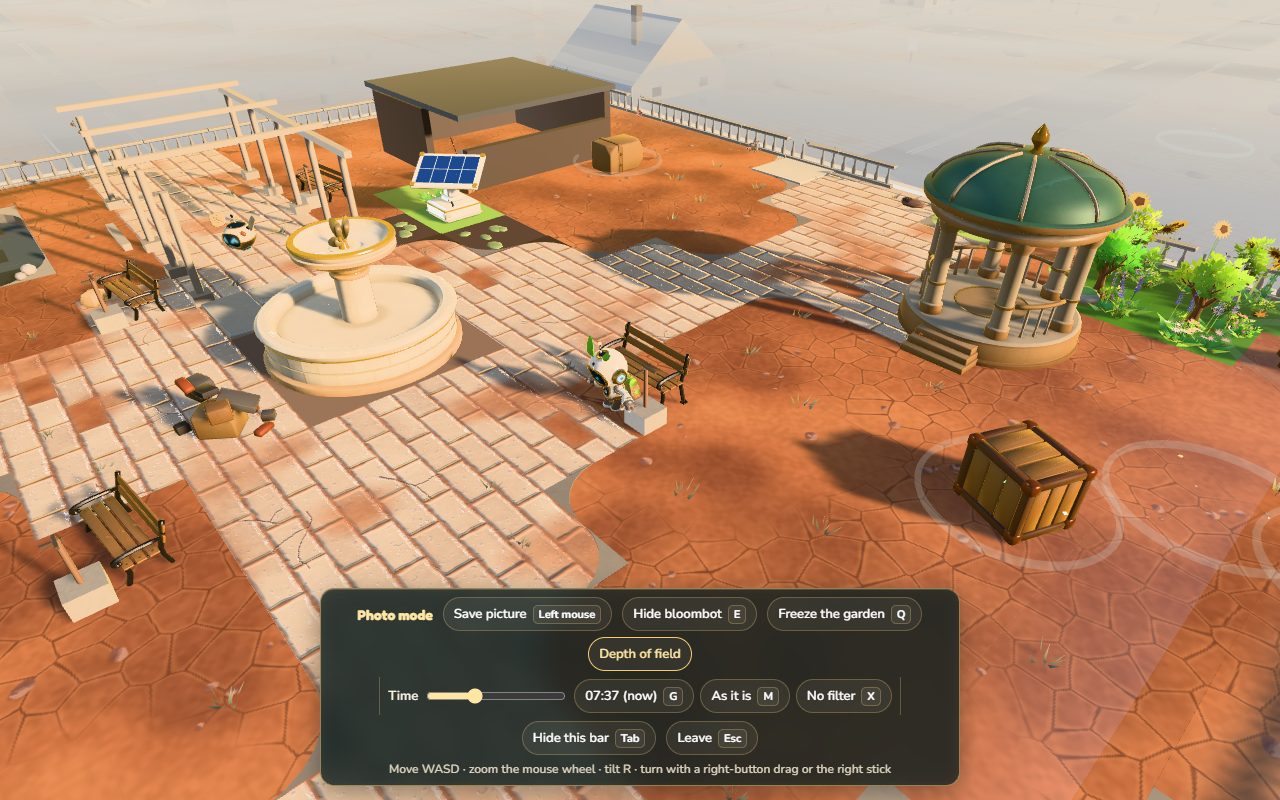 Photo mode
Save picture Left mouse
Hide bloombot E
Freeze the garden Q
Depth of field
Time
07:37 (now) G
As it is M
No filter X
Hide this bar Tab
Leave Esc
Move WASD · zoom the mouse wheel · tilt R · turn with a right-button drag or the right stick